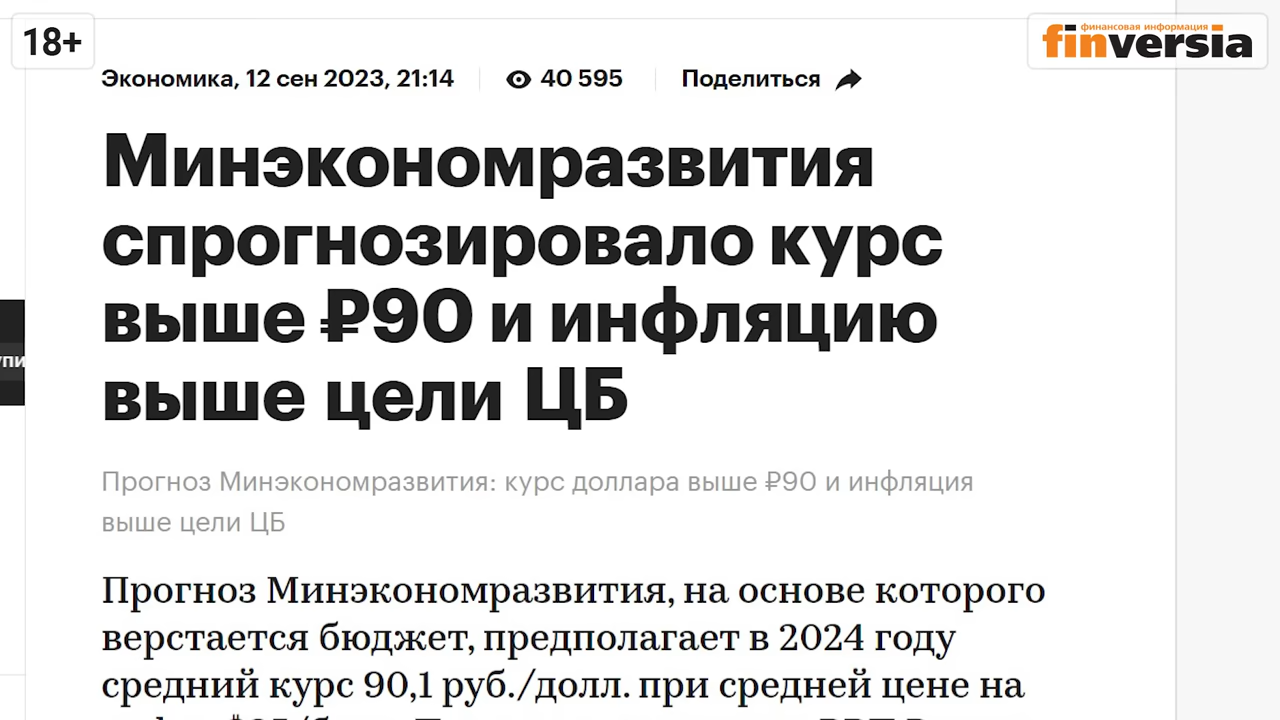 18+
финансовая информация
finversia
Экономика, 12 сен 2023, 21:14
40 595
Поделиться
Минэкономразвития
спрогнозировало курс
выше ₽90 и инфляцию
выше цели ЦБ
Прогноз Минэкономразвития: курс доллара выше ₽90 и инфляция
выше цели ЦБ
Прогноз Минэкономразвития, на основе которого
верстается бюджет, предполагает в 2024 году
средний курс 90,1 руб./долл. при средней цене на